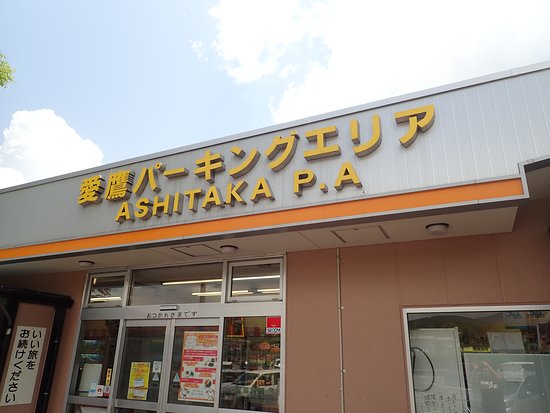 愛鷹パーキングエリア
ASHITAKA P.A
おつかれさまです
いい旅を
お続けください